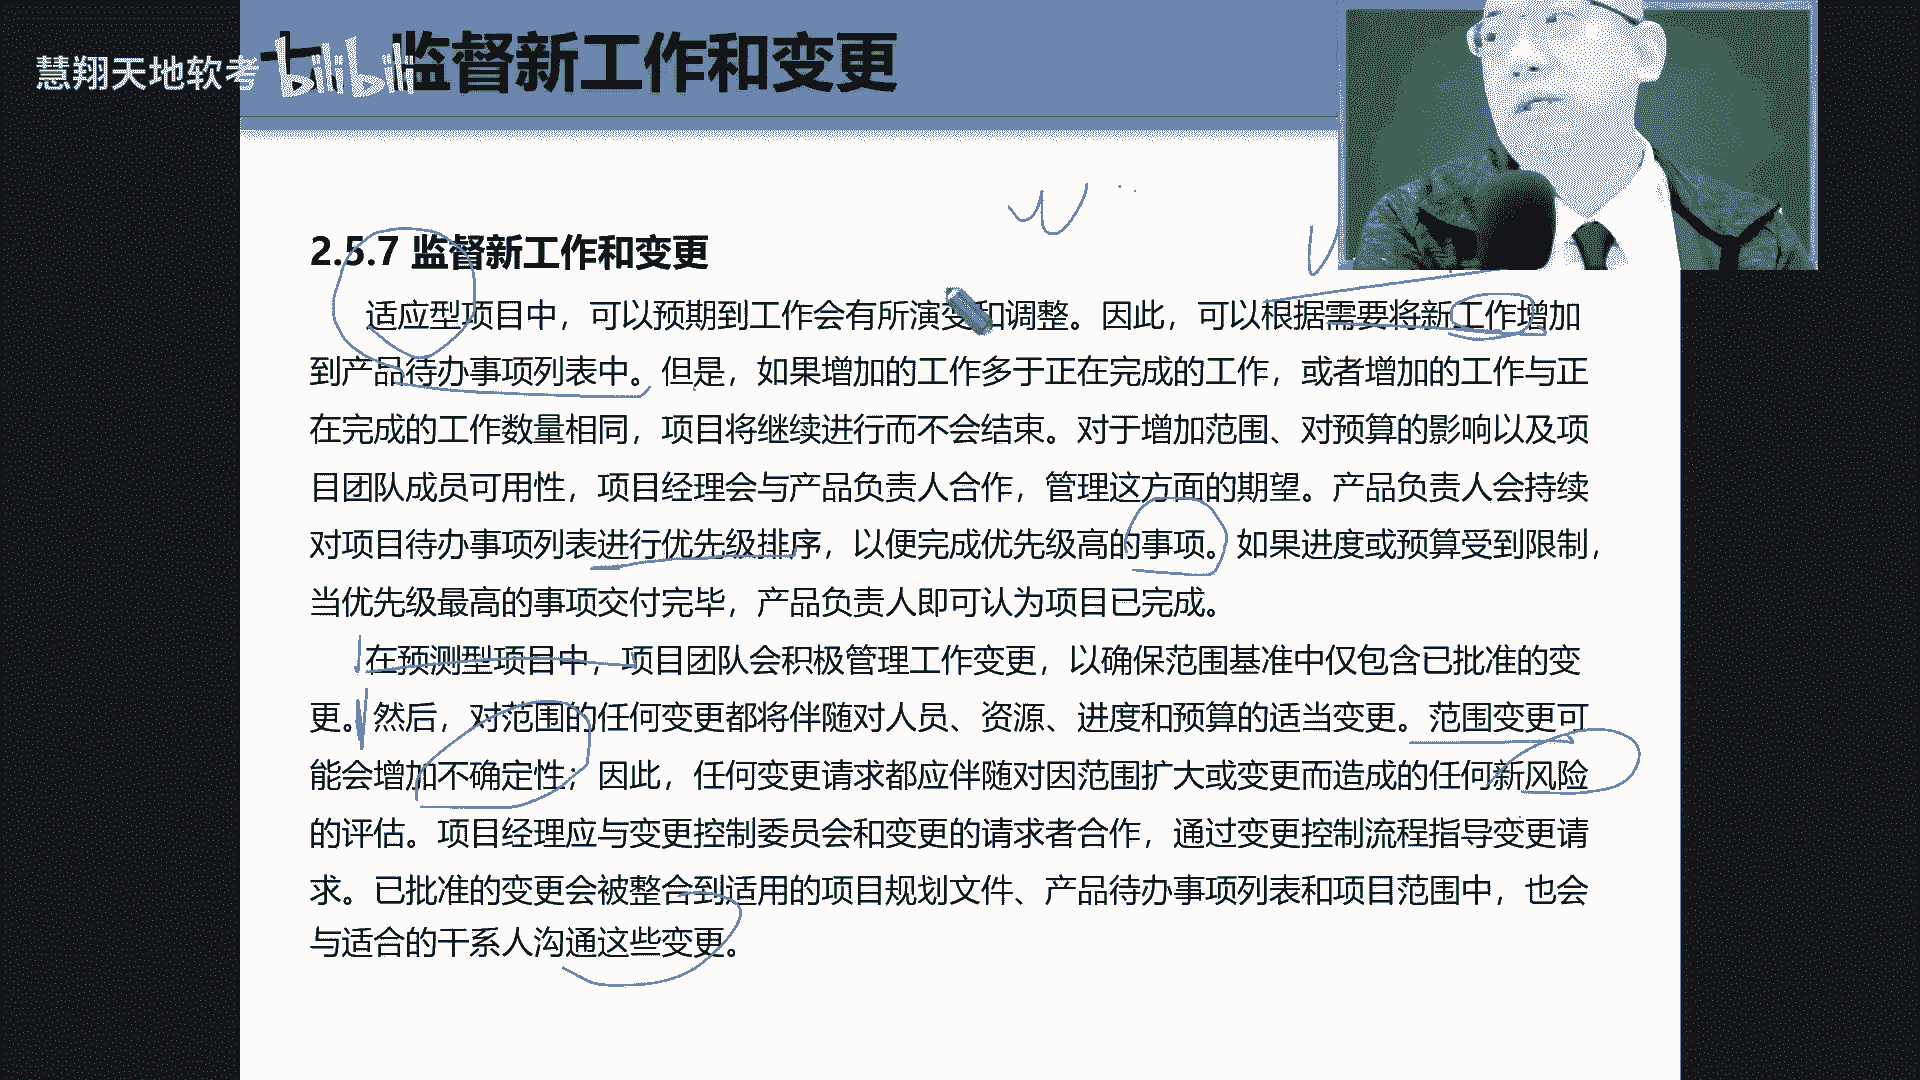 慧翔天地软考
bilibili
七、监督新工作和变更
2.5.7 监督新工作和变更
适应型项目中，可以预期到工作会有所演变和调整。因此，可以根据需要将新工作增加
到产品待办事项列表中。但是，如果增加的工作多于正在完成的工作，或者增加的工作与正
在完成的工作数量相同，项目将继续进行而不会结束。对于增加范围、对预算的影响以及项
目团队成员可用性，项目经理会与产品负责人合作，管理这方面的期望。产品负责人会持续
对项目待办事项列表进行优先级排序，以便完成优先级高的事项。如果进度或预算受到限制，
当优先级最高的事项交付完毕，产品负责人即可认为项目已完成。
在预测型项目中，项目团队会积极管理工作变更，以确保范围基准中仅包含已批准的变
更。然后，对范围的任何变更都将伴随对人员、资源、进度和预算的适当变更。范围变更可
能会增加不确定性；因此，任何变更请求都应伴随对因范围扩大或变更而造成的任何新风险
的评估。项目经理应与变更控制委员会和变更的请求者合作，通过变更控制流程指导变更请
求。已批准的变更会被整合到适用的项目规划文件、产品待办事项列表和项目范围中，也会
与适合的干系人沟通这些变更。